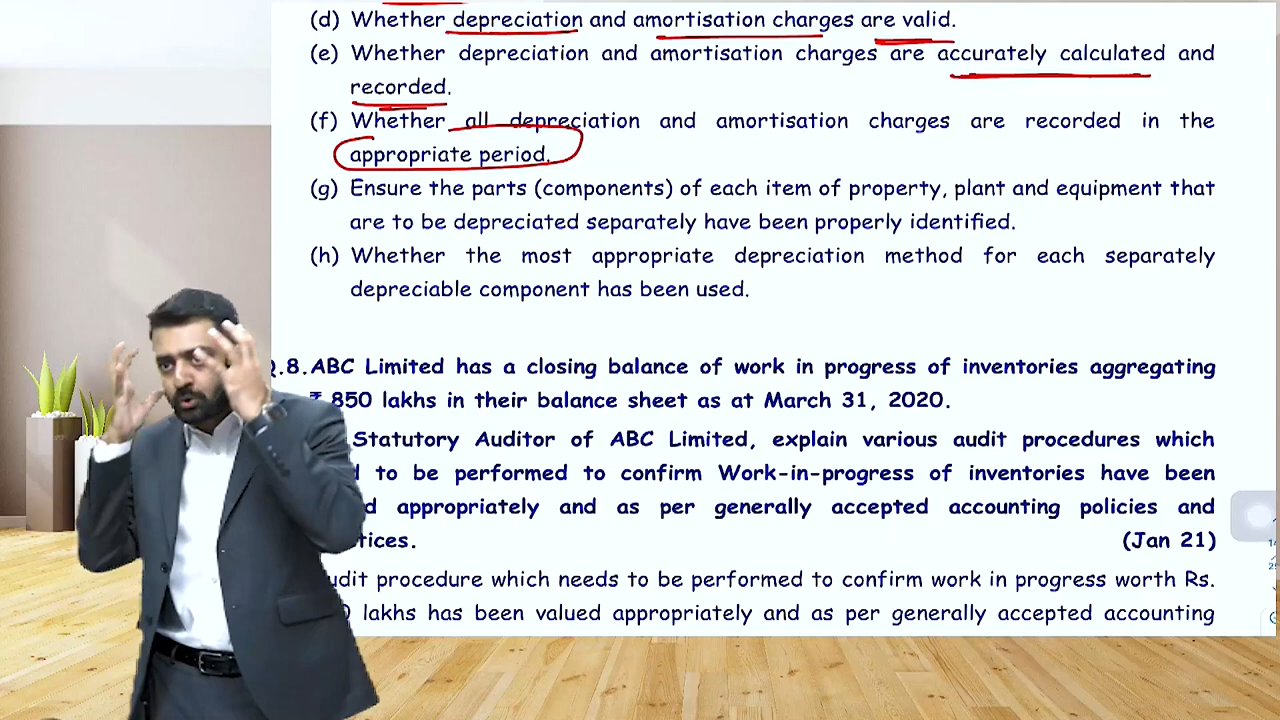 (d) Whether depreciation and amortisation charges are valid.
(e) Whether depreciation and amortisation charges are accurately calculated and
recorded.
(f) Whether all depreciation and amortisation charges are recorded in the
appropriate period.
(g) Ensure the parts (components) of each item of property, plant and equipment that
are to be depreciated separately have been properly identified.
(h) Whether the most appropriate depreciation method for each separately
depreciable component has been used.
.8. ABC Limited has a closing balance of work in progress of inventories aggregating
₹ 850 lakhs in their balance sheet as at March 31, 2020.
Statutory Auditor of ABC Limited, explain various audit procedures which
to be performed to confirm Work-in-progress of inventories have been
appropriately and as per generally accepted accounting policies and
(Jan 21)
procedure which needs to be performed to confirm work in progress worth Rs.
lakhs has been valued appropriately and as per generally accepted accounting